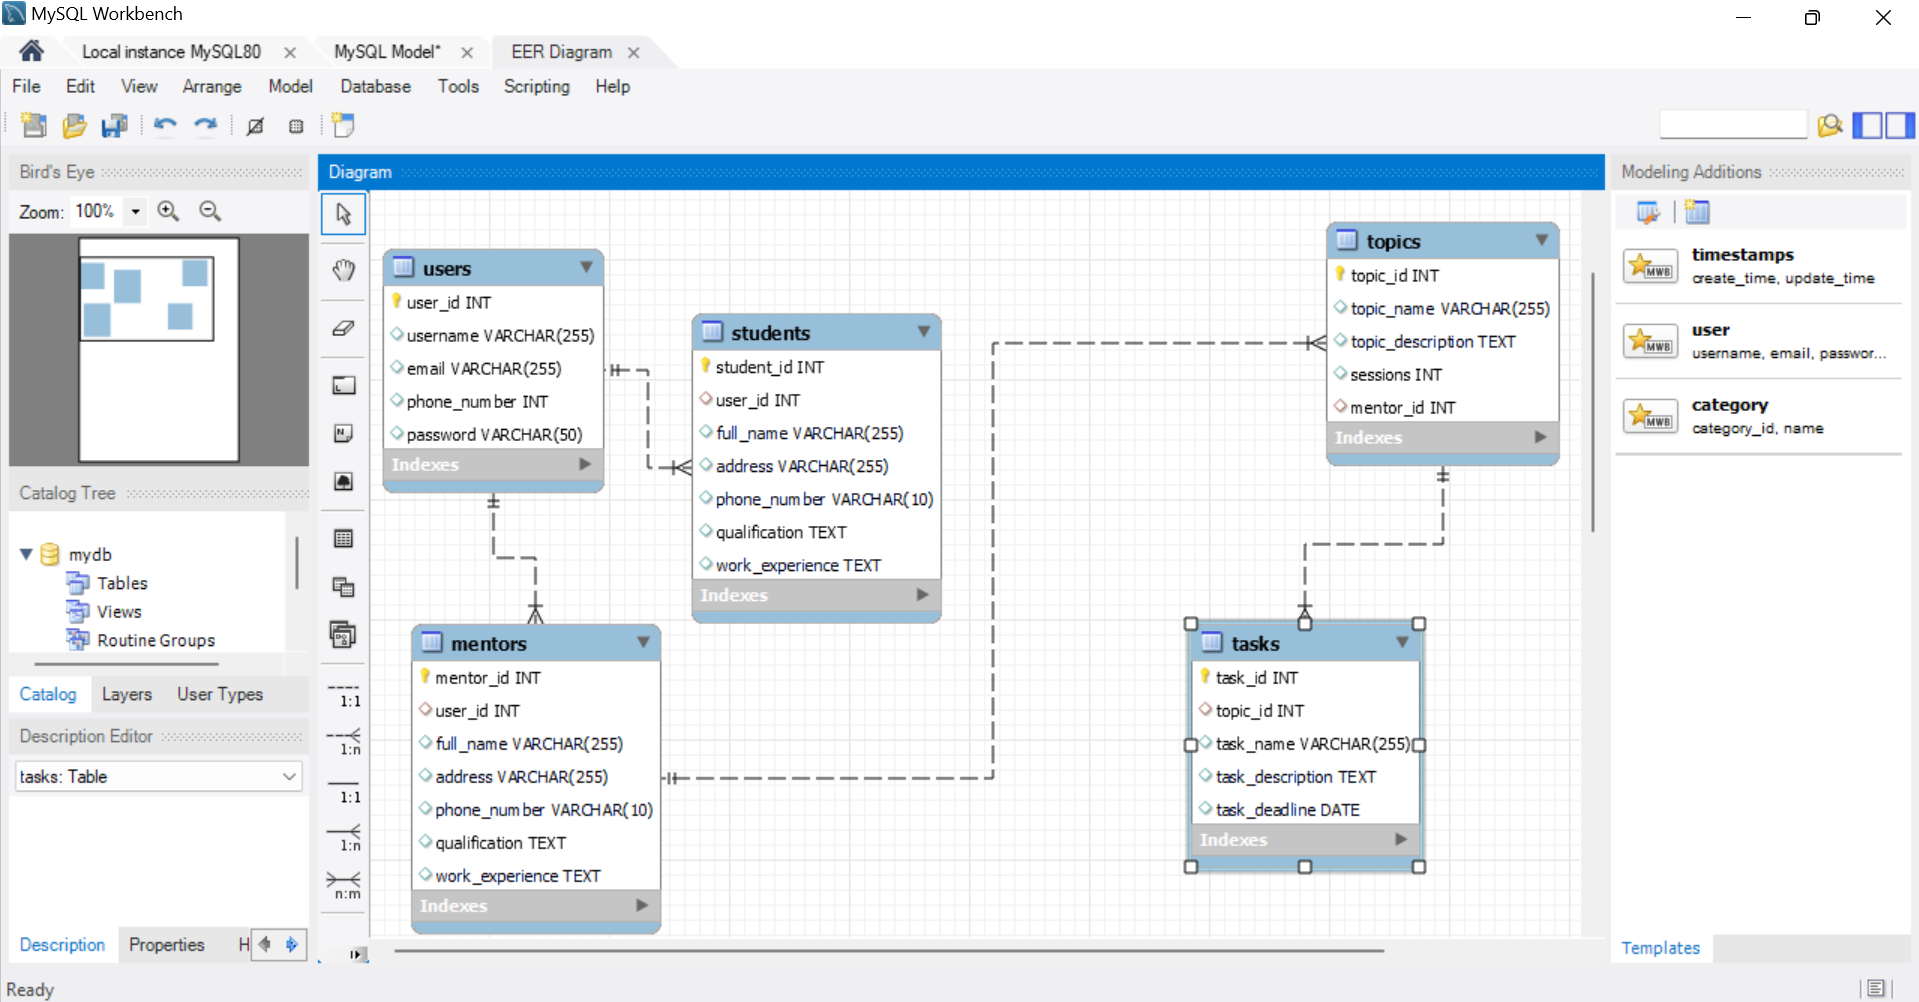 MySQL Workbench
Local instance MySQL80
MySQL Model*
EER Diagram
File Edit View Arrange Model Database Tools Scripting Help
Bird's Eye
Zoom: 100%
Catalog Tree
mydb
Tables
Views
Routine Groups
Catalog Layers User Types
Description Editor
tasks: Table
Description Properties H
Ready
Diagram
1:1
1:n
1:1
1:n
n:m
users
user_id INT
username VARCHAR(255)
email VARCHAR(255)
phone_number INT
password VARCHAR(50)
Indexes
students
student_id INT
user_id INT
full_name VARCHAR(255)
address VARCHAR(255)
phone_number VARCHAR(10)
qualification TEXT
work_experience TEXT
Indexes
mentors
mentor_id INT
user_id INT
full_name VARCHAR(255)
address VARCHAR(255)
phone_number VARCHAR(10)
qualification TEXT
work_experience TEXT
Indexes
topics
topic_id INT
topic_name VARCHAR(255)
topic_description TEXT
sessions INT
mentor_id INT
Indexes
tasks
task_id INT
topic_id INT
task_name VARCHAR(255)
task_description TEXT
task_deadline DATE
Indexes
Modeling Additions
MWB
timestamps
create_time, update_time
MWB
user
username, email, passwor...
MWB
category
category_id, name
Templates